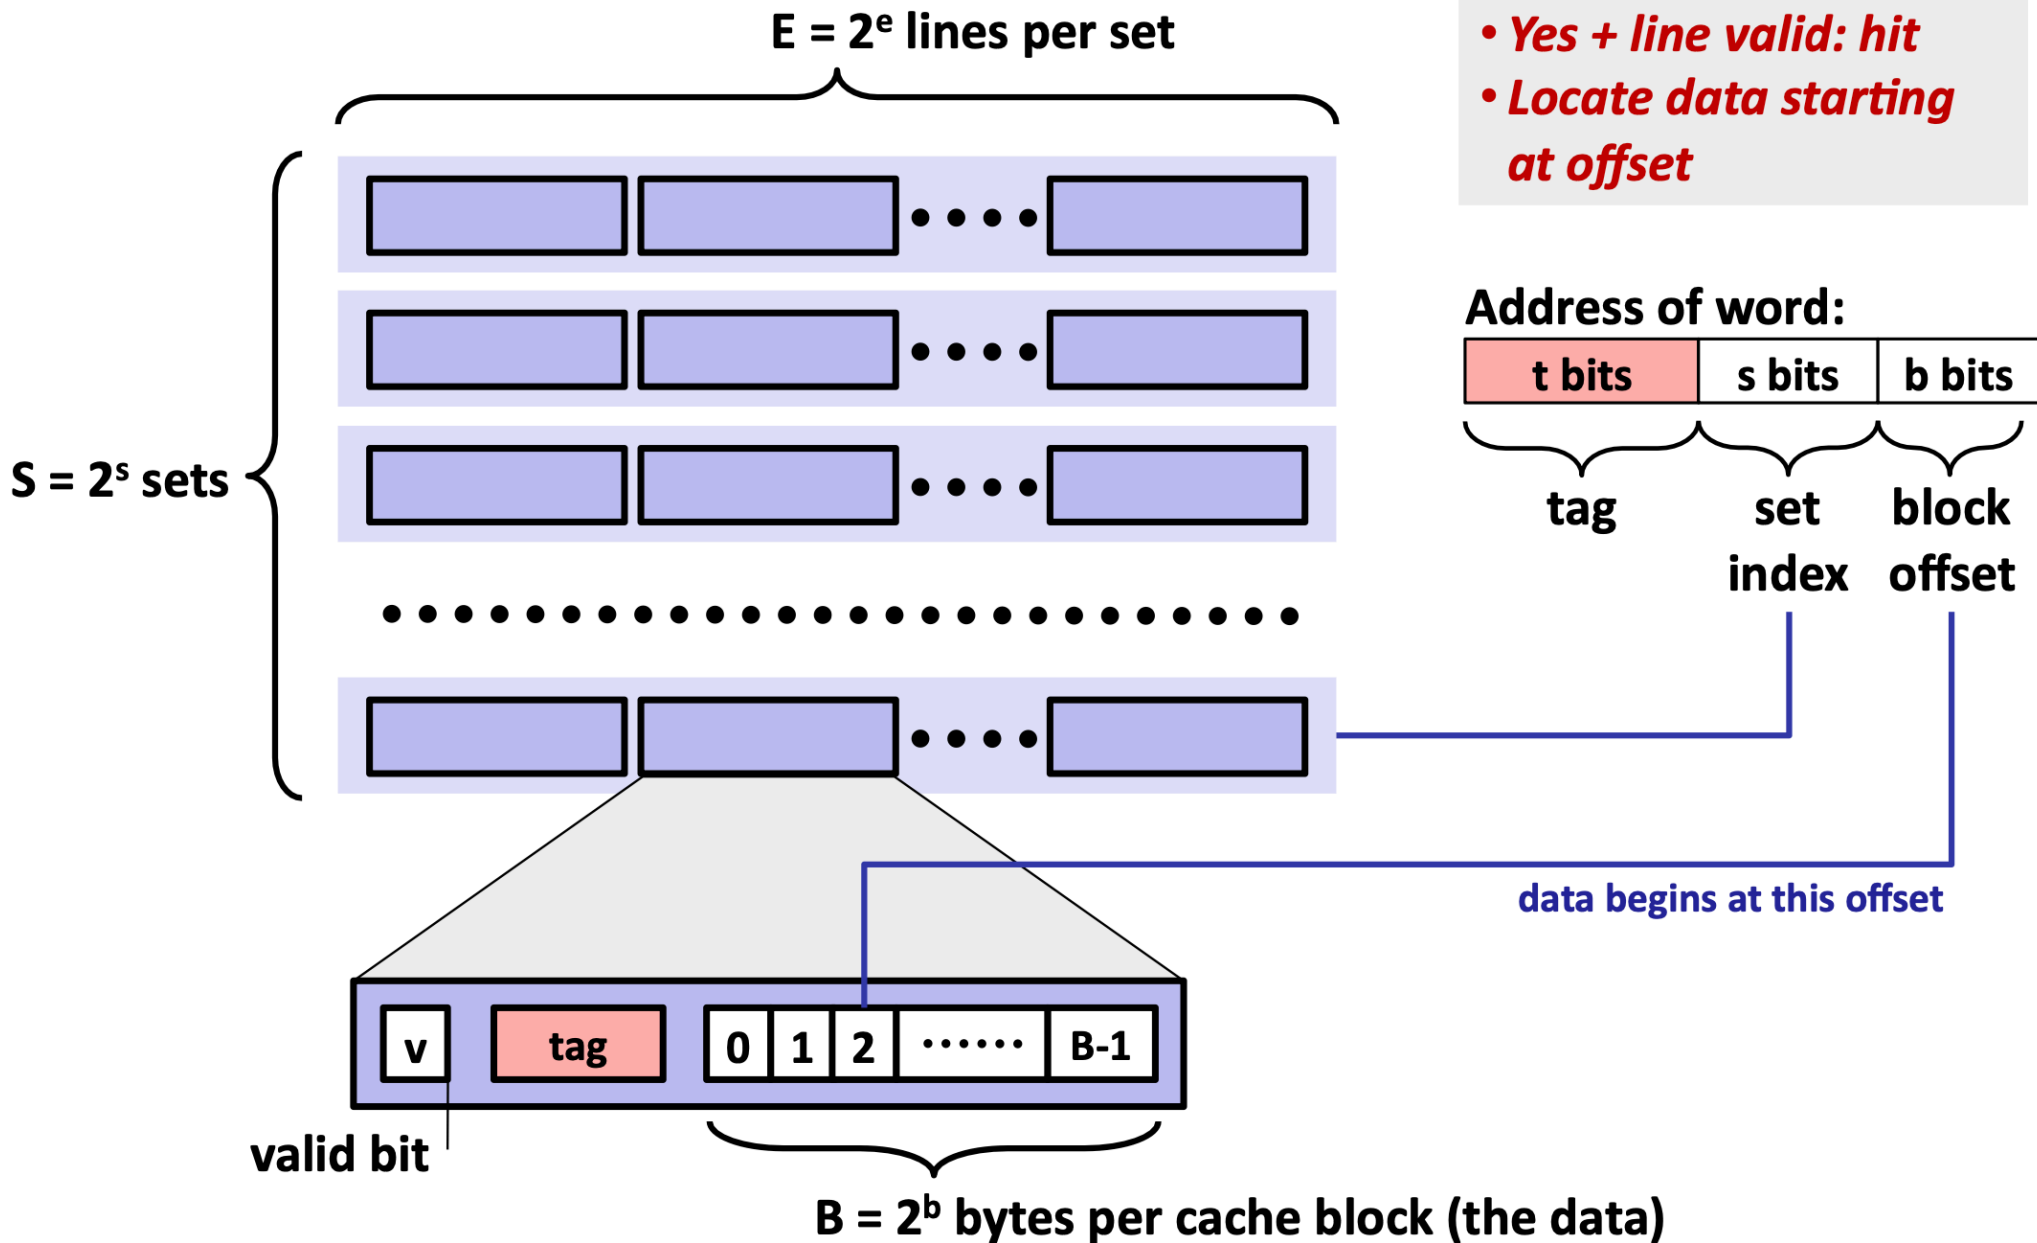 E = 2ᵉ lines per set
• Yes + line valid: hit
• Locate data starting
at offset
Address of word:
t bits s bits b bits
tag set block
index offset
S = 2ˢ sets
data begins at this offset
v tag 0 1 2 •••••• B-1
valid bit
B = 2ᵇ bytes per cache block (the data)